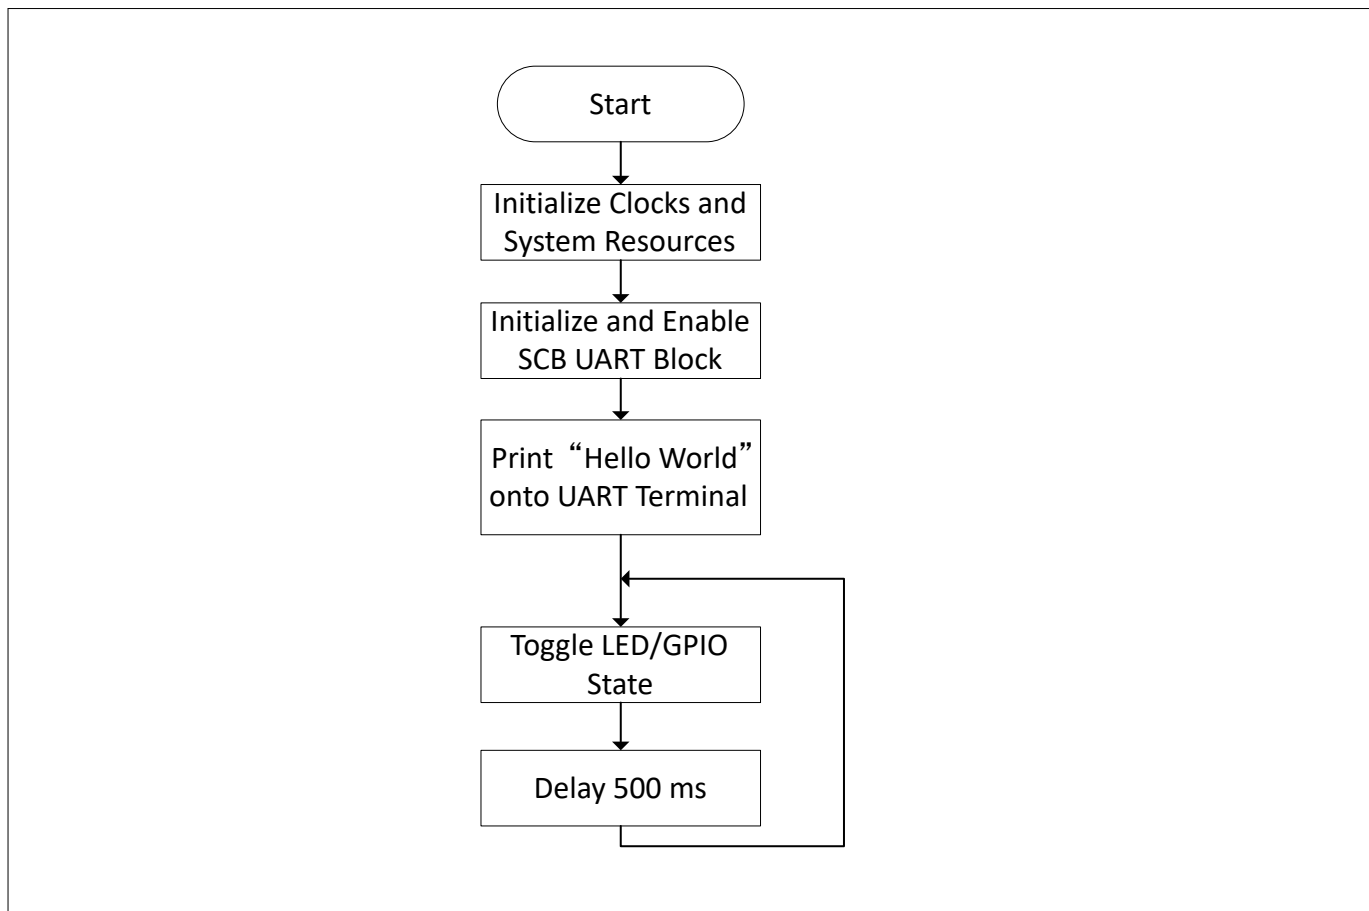 Start
Initialize Clocks and
System Resources
Initialize and Enable
SCB UART Block
Print “Hello World”
onto UART Terminal
Toggle LED/GPIO
State
Delay 500 ms